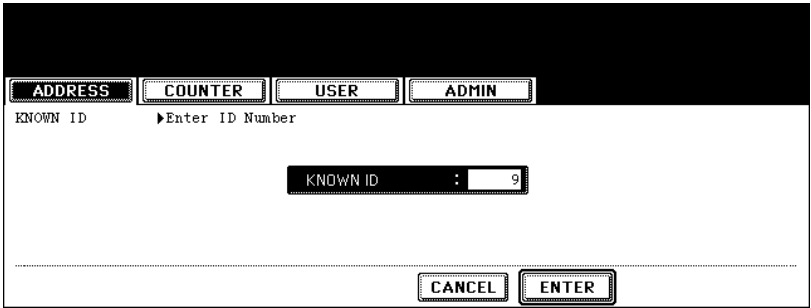 ADDRESS COUNTER USER ADMIN
KNOWN ID ▶Enter ID Number
KNOWN ID : 9
CANCEL ENTER